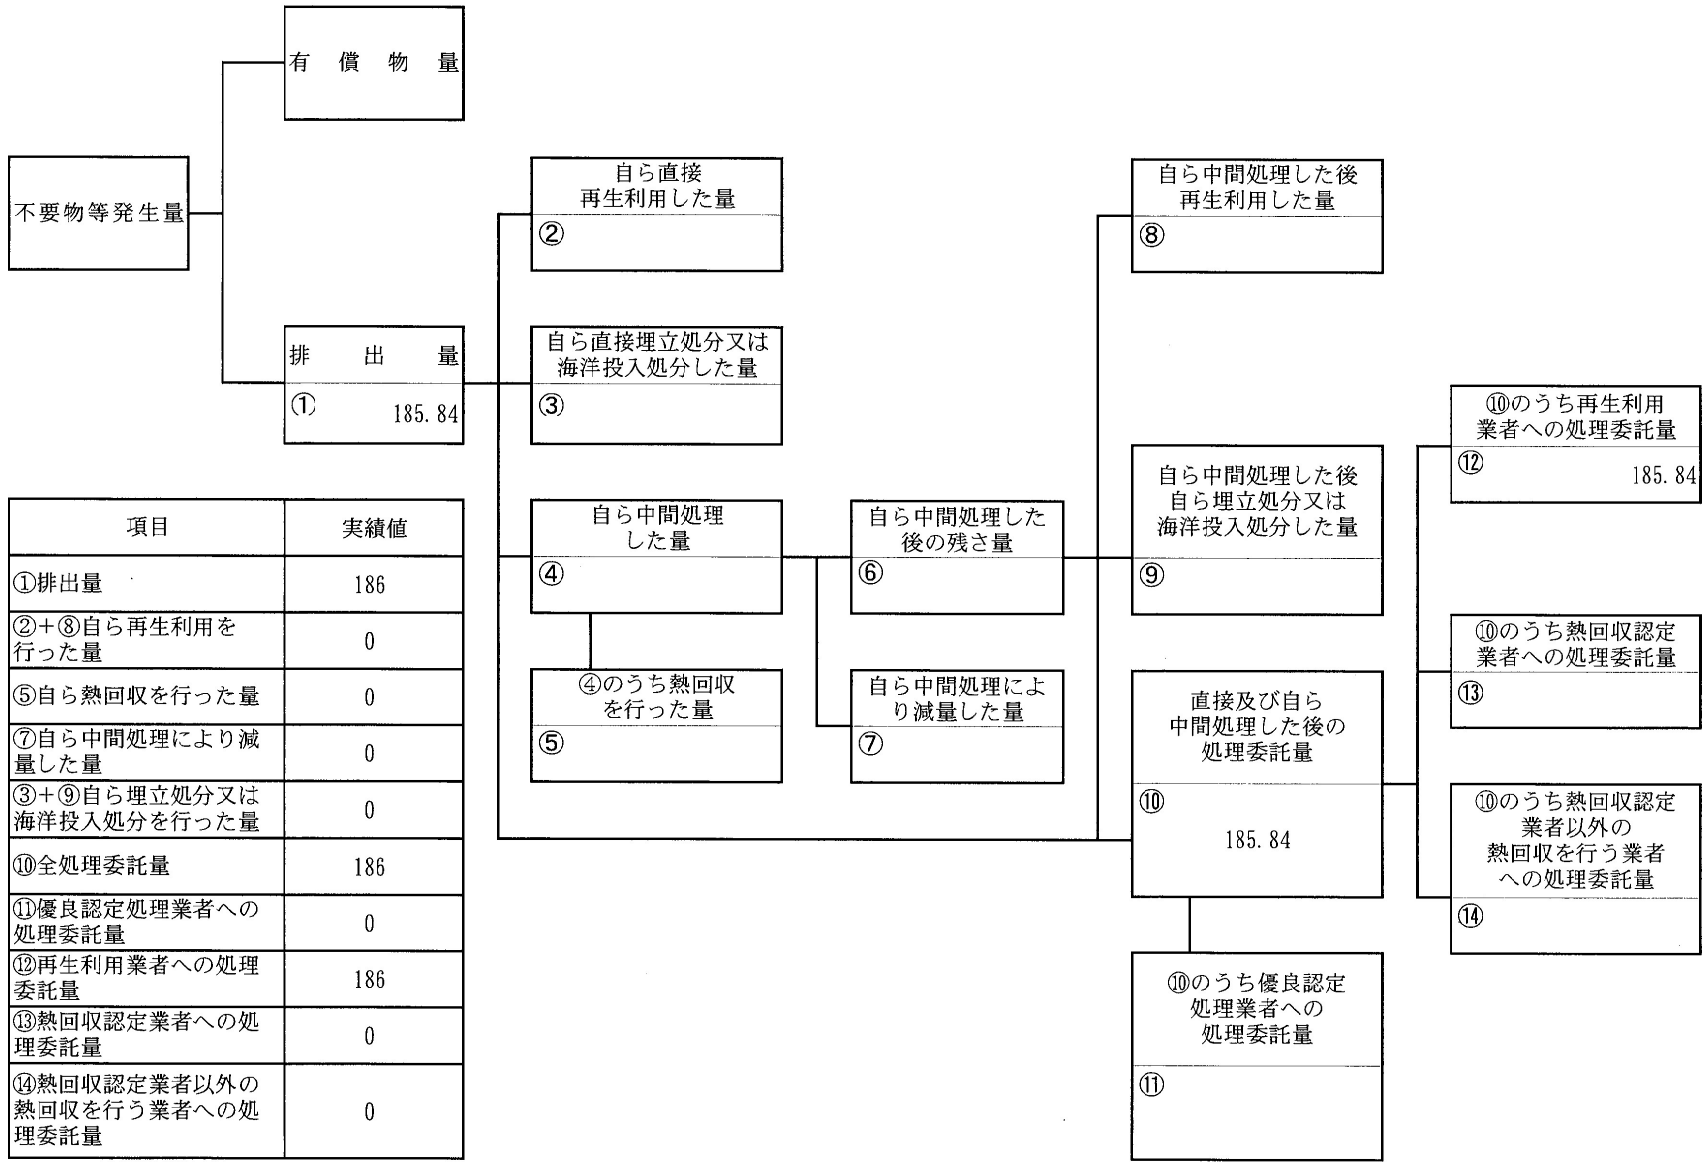 有償物量
不要物等発生量
排出量
① 185.84
自ら直接
再生利用した量
②
自ら直接埋立処分又は
海洋投入処分した量
③
自ら中間処理
した量
④
④のうち熱回収
を行った量
⑤
自ら中間処理した
後の残さ量
⑥
自ら中間処理によ
り減量した量
⑦
自ら中間処理した後
再生利用した量
⑧
自ら中間処理した後
自ら埋立処分又は
海洋投入処分した量
⑨
直接及び自ら
中間処理した後の
処理委託量
⑩
185.84
⑩のうち優良認定
処理業者への
処理委託量
⑪
⑩のうち再生利用
業者への処理委託量
⑫
185.84
⑩のうち熱回収認定
業者への処理委託量
⑬
⑩のうち熱回収認定
業者以外の
熱回収を行う業者
への処理委託量
⑭
項目 実績値
①排出量 186
②+⑧自ら再生利用を
行った量 0
⑤自ら熱回収を行った量 0
⑦自ら中間処理により減
量した量 0
③+⑨自ら埋立処分又は
海洋投入処分を行った量 0
⑩全処理委託量 186
⑪優良認定処理業者への
処理委託量 0
⑫再生利用業者への処理
委託量 186
⑬熱回収認定業者への処
理委託量 0
⑭熱回収認定業者以外の
熱回収を行う業者への処
理委託量 0